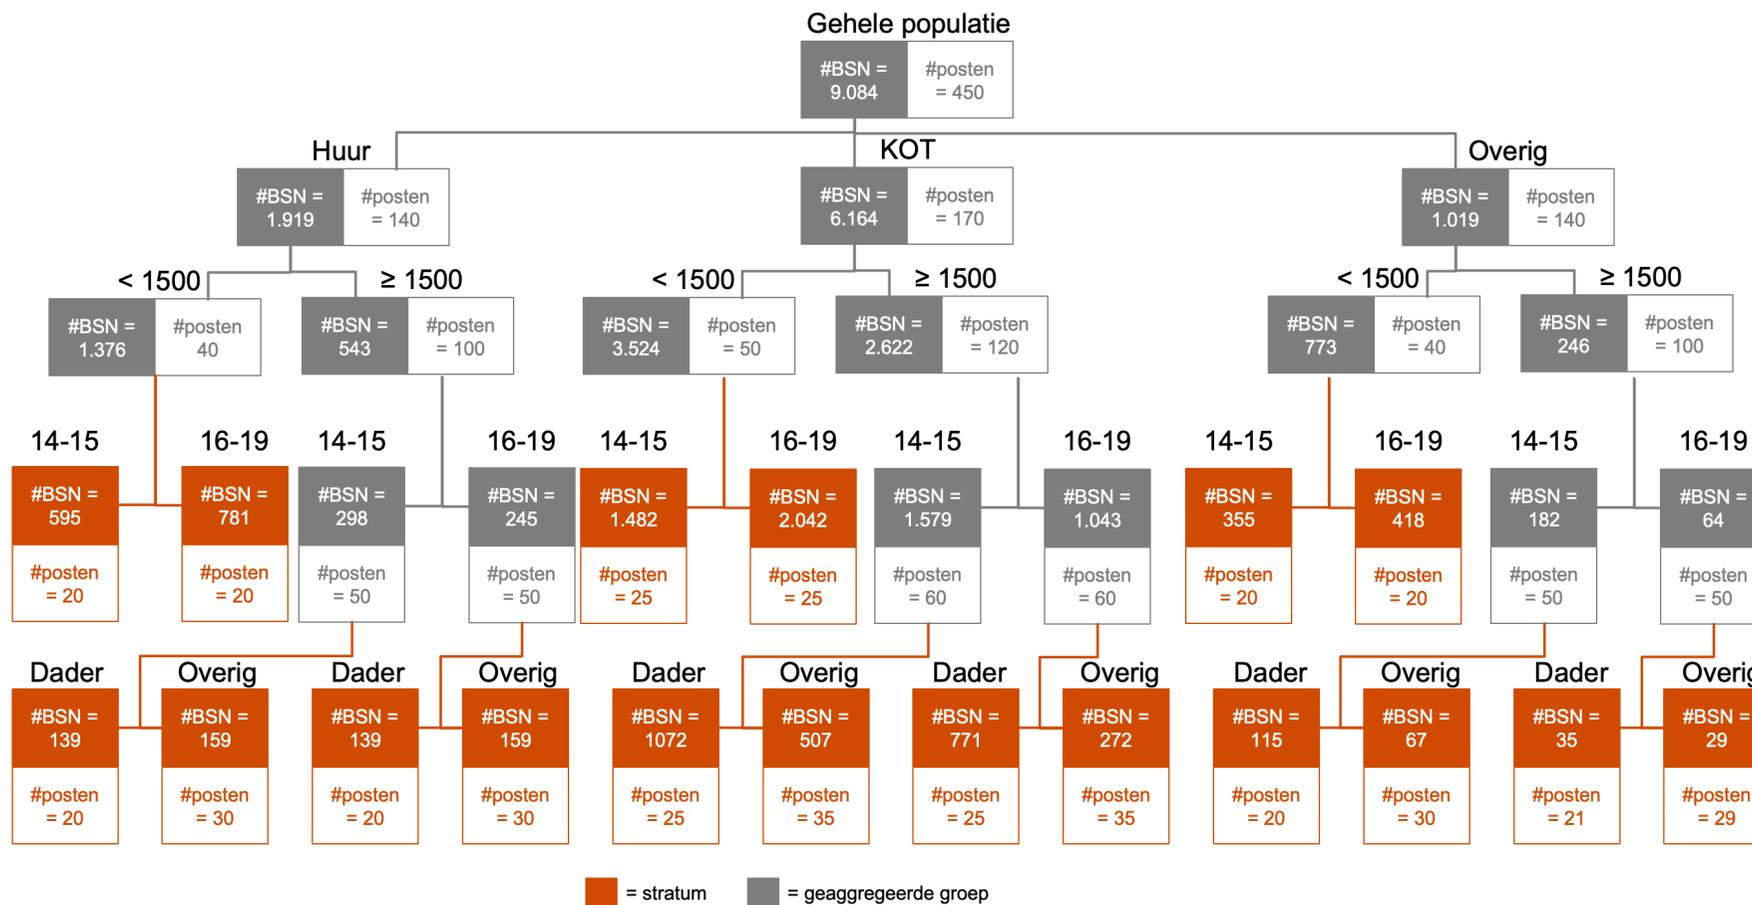 Gehele populatie
#BSN =
9.084
#posten
= 450
Huur
#BSN =
1.919
#posten
= 140
KOT
#BSN =
6.164
#posten
= 170
Overig
#BSN =
1.019
#posten
= 140
< 1500
#BSN =
1.376
#posten
40
≥ 1500
#BSN =
543
#posten
= 100
< 1500
#BSN =
3.524
#posten
= 50
≥ 1500
#BSN =
2.622
#posten
= 120
< 1500
#BSN =
773
#posten
= 40
≥ 1500
#BSN =
246
#posten
= 100
14-15
#BSN =
595
#posten
= 20
16-19
#BSN =
781
#posten
= 20
14-15
#BSN =
298
#posten
= 50
16-19
#BSN =
245
#posten
= 50
14-15
#BSN =
1.482
#posten
= 25
16-19
#BSN =
2.042
#posten
= 25
14-15
#BSN =
1.579
#posten
= 60
16-19
#BSN =
1.043
#posten
= 60
14-15
#BSN =
355
#posten
= 20
16-19
#BSN =
418
#posten
= 20
14-15
#BSN =
182
#posten
= 50
16-19
#BSN =
64
#posten
= 50
Dader
#BSN =
139
#posten
= 20
Overig
#BSN =
159
#posten
= 30
Dader
#BSN =
139
#posten
= 20
Overig
#BSN =
159
#posten
= 30
Dader
#BSN =
1072
#posten
= 25
Overig
#BSN =
507
#posten
= 35
Dader
#BSN =
771
#posten
= 25
Overig
#BSN =
272
#posten
= 35
Dader
#BSN =
115
#posten
= 20
Overig
#BSN =
67
#posten
= 30
Dader
#BSN =
35
#posten
= 21
Overig
#BSN =
29
#posten
= 29
= stratum
= geaggregeerde groep